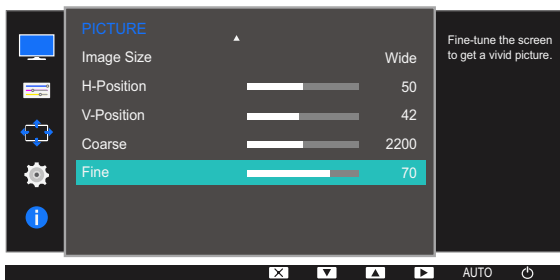 PICTURE
Image Size Wide
H-Position 50
V-Position 42
Coarse 2200
Fine 70
Fine-tune the screen
to get a vivid picture.
AUTO